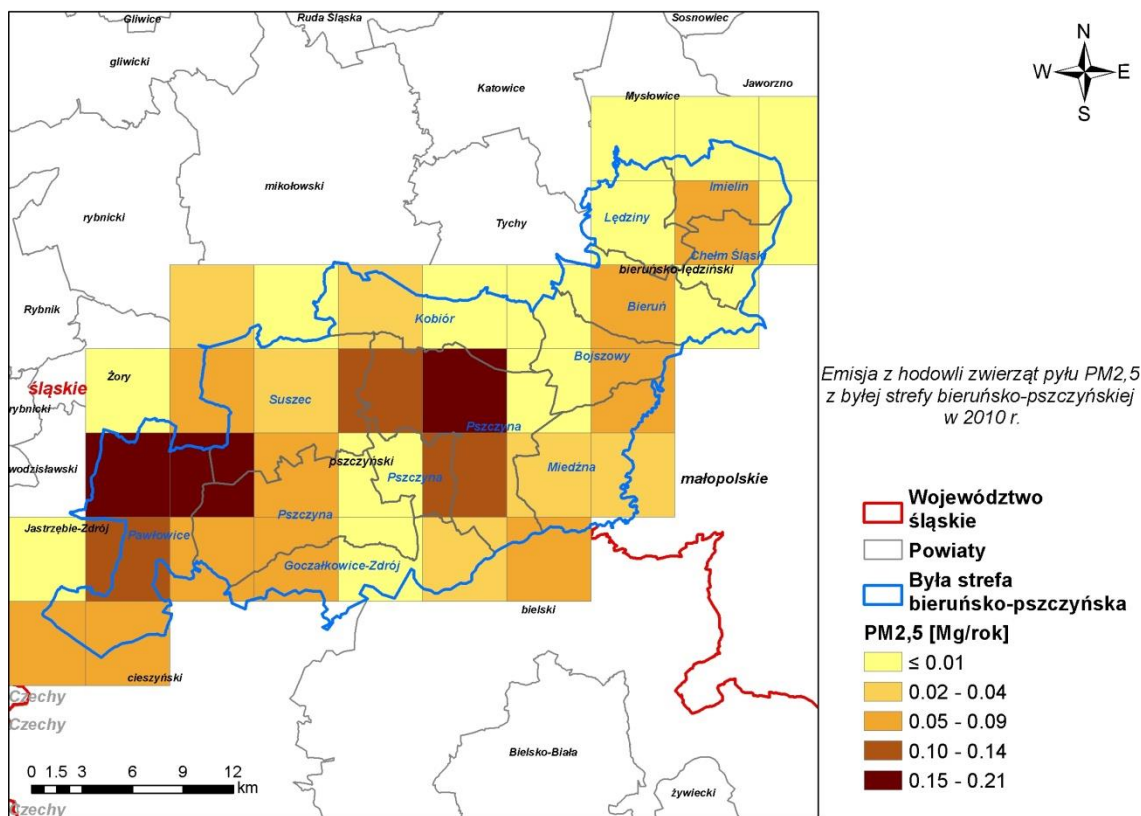 Gliwice
Ruda Śląska
Sosnowiec
gliwicki
Katowice
Mysłowice
Jaworzno
N
W E
S
mikołowski
Imielin
rybnicki
Tychy
Lędziny
Chełm Śląski
bieruńsko-lędziński
Rybnik
Kobiór
Bieruń
Bojszowy
Żory
śląskie
rybnicki
Suszec
Pszczyna
Emisja z hodowli zwierząt pyłu PM2,5
z byłej strefy bieruńsko-pszczyńskiej
w 2010 r.
wodzisławski
pszczyński
Pszczyna
Miedźna
małopolskie
Pszczyna
Jastrzębie-Zdrój
Pawłowice
Goczałkowice-Zdrój
bielski
cieszyński
Czechy
Czechy
Bielsko-Biała
żywiecki
Czechy
0 1.5 3 6 9 12
km
Województwo
śląskie
Powiaty
Była strefa
bieruńsko-pszczyńska
PM2,5 [Mg/rok]
≤ 0.01
0.02 - 0.04
0.05 - 0.09
0.10 - 0.14
0.15 - 0.21